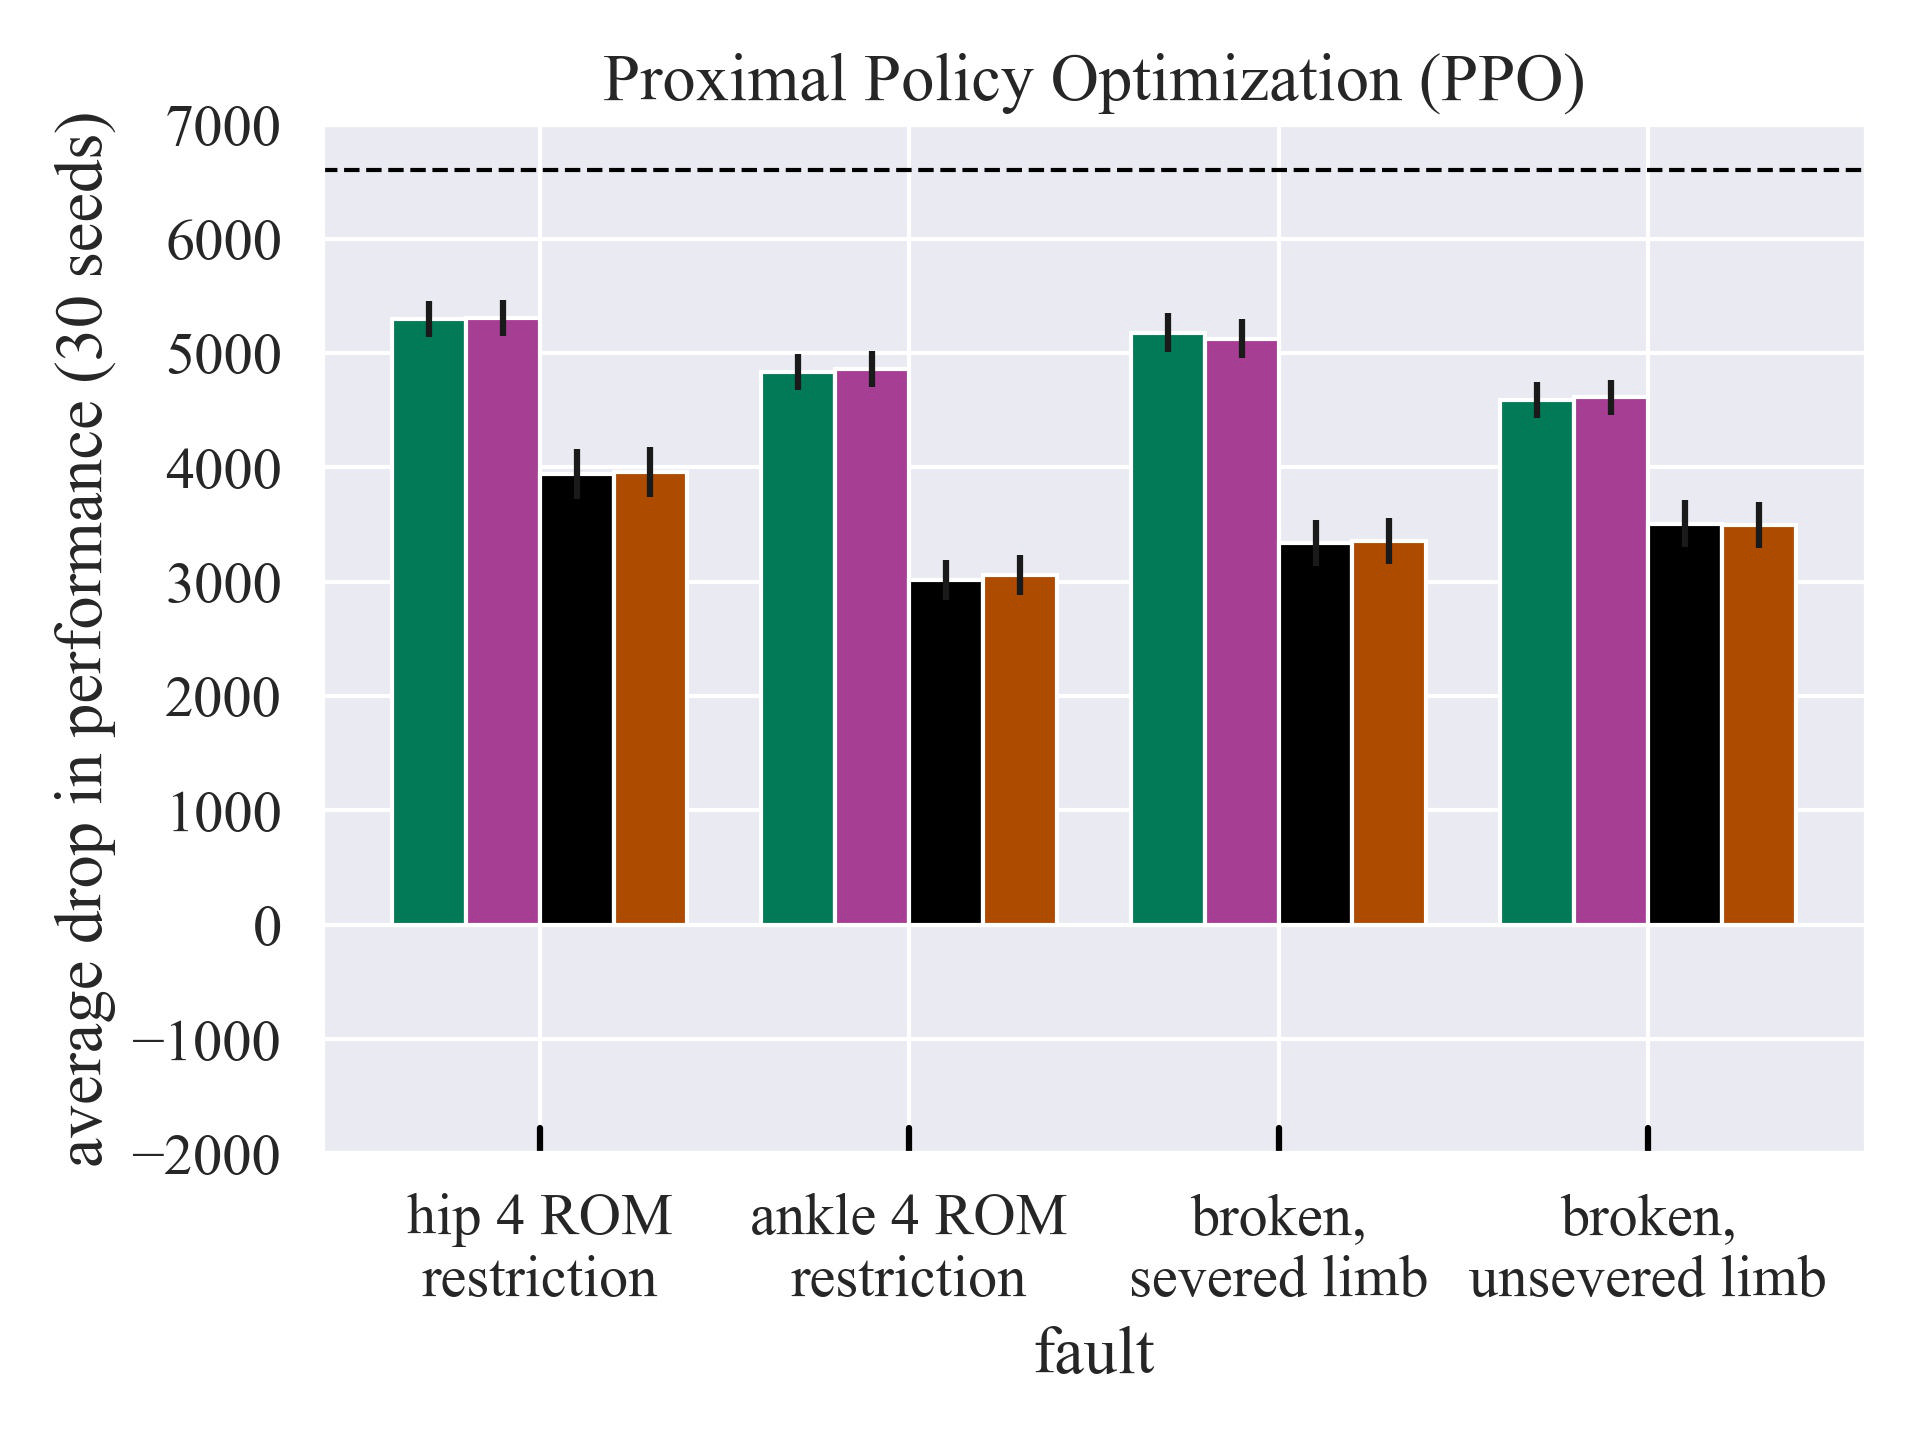 Proximal Policy Optimization (PPO)
average drop in performance (30 seeds)
7000
6000
5000
4000
3000
2000
1000
0
−1000
−2000
hip 4 ROM
restriction
ankle 4 ROM
restriction
broken,
severed limb
broken,
unsevered limb
fault